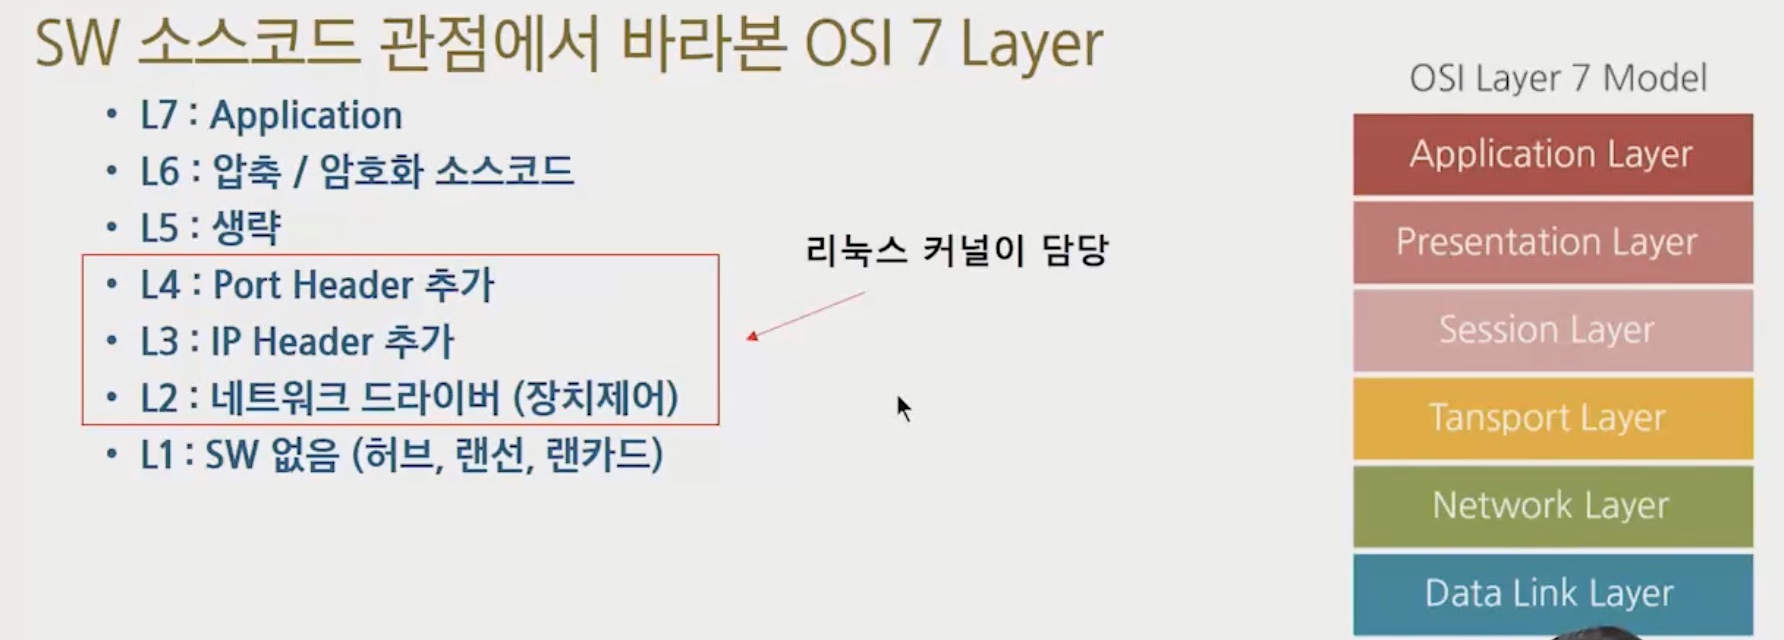 SW 소스코드 관점에서 바라본 OSI 7 Layer
• L7 : Application
• L6 : 압축 / 암호화 소스코드
• L5 : 생략
• L4 : Port Header 추가
• L3 : IP Header 추가
• L2 : 네트워크 드라이버 (장치제어)
• L1 : SW 없음 (허브, 랜선, 랜카드)
리눅스 커널이 담당
OSI Layer 7 Model
Application Layer
Presentation Layer
Session Layer
Tansport Layer
Network Layer
Data Link Layer